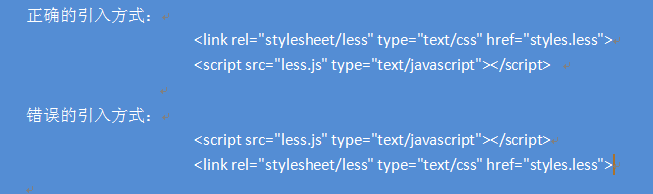 正确的引入方式：
<link rel="stylesheet/less" type="text/css" href="styles.less">
<script src="less.js" type="text/javascript"></script>
错误的引入方式：
<script src="less.js" type="text/javascript"></script>
<link rel="stylesheet/less" type="text/css" href="styles.less">